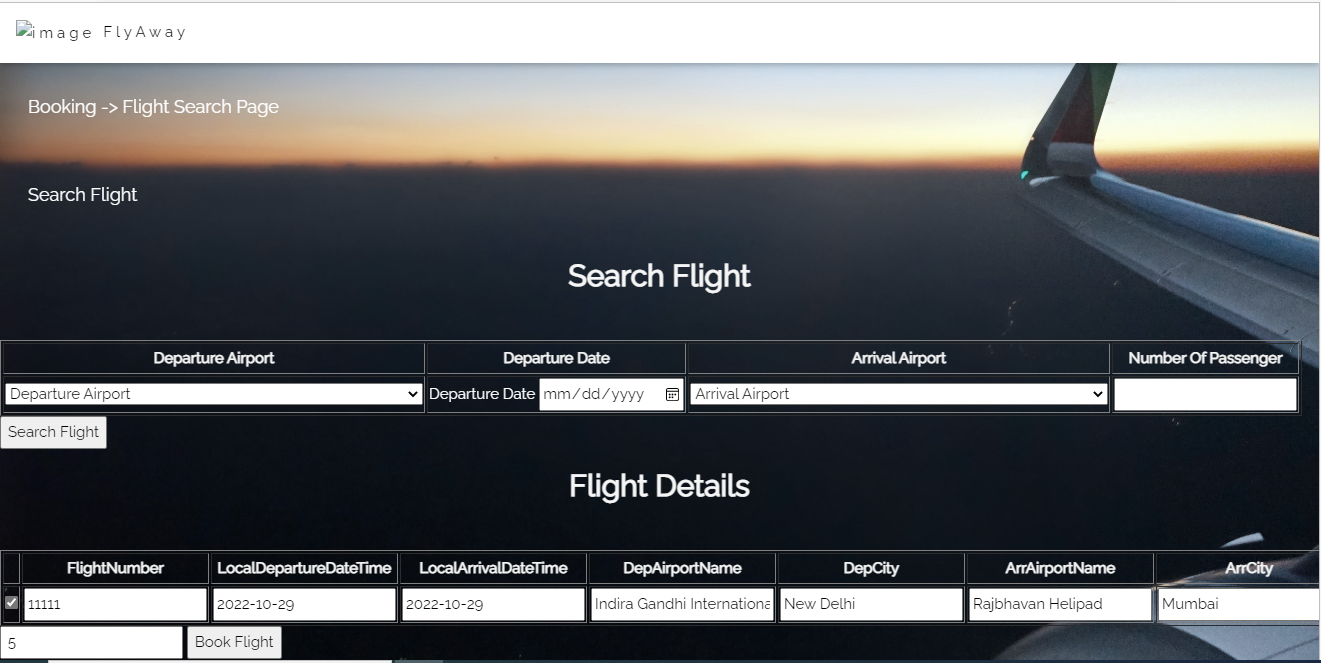 image FlyAway
Booking -> Flight Search Page
Search Flight
Search Flight
Departure Airport Departure Date Arrival Airport Number Of Passenger
Departure Airport Departure Date mm/dd/yyyy Arrival Airport
Search Flight
Flight Details
FlightNumber LocalDepartureDateTime LocalArrivalDateTime DepAirportName DepCity ArrAirportName ArrCity
11111 2022-10-29 2022-10-29 Indira Gandhi Internationa New Delhi Rajbhavan Helipad Mumbai
5 Book Flight